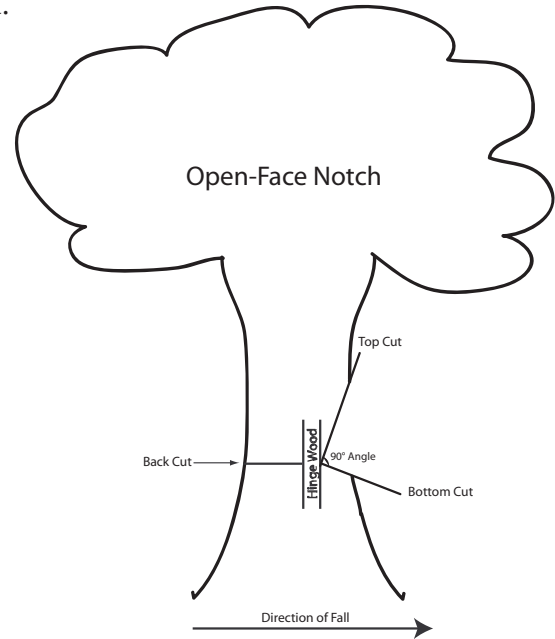 Open-Face Notch
Top Cut
Hinge Wood
90° Angle
Back Cut
Bottom Cut
Direction of Fall